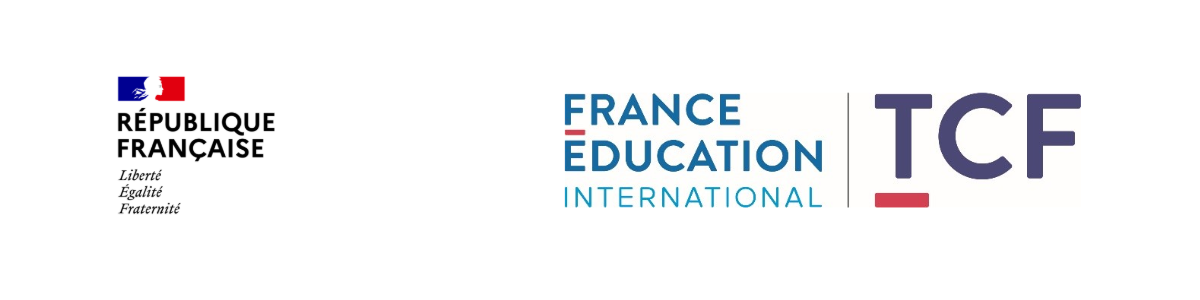 RÉPUBLIQUE
FRANÇAISE
Liberté
Égalité
Fraternité
FRANCE
ÉDUCATION
INTERNATIONAL
TCF